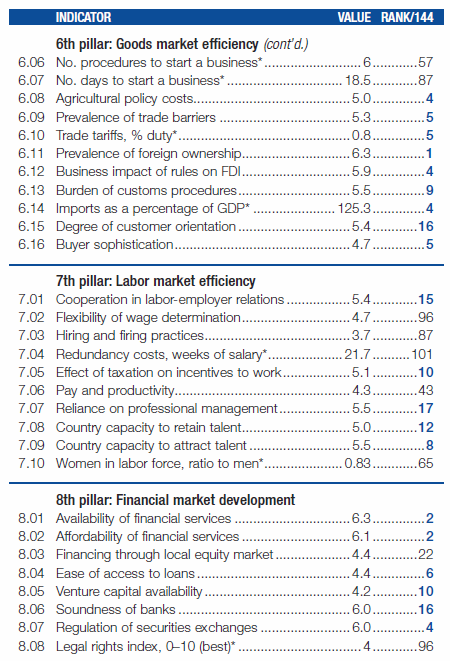 INDICATOR VALUE RANK/144
6th pillar: Goods market efficiency (cont'd.)
6.06 No. procedures to start a business*..............................6.............57
6.07 No. days to start a business*..............................18.5.............87
6.08 Agricultural policy costs..............................5.0.............4
6.09 Prevalence of trade barriers ..............................5.3.............5
6.10 Trade tariffs, % duty*..............................0.8.............5
6.11 Prevalence of foreign ownership..............................6.3.............1
6.12 Business impact of rules on FDI..............................5.9.............4
6.13 Burden of customs procedures..............................5.5.............9
6.14 Imports as a percentage of GDP* ..............................125.3.............4
6.15 Degree of customer orientation..............................5.4.............16
6.16 Buyer sophistication..............................4.7.............5
7th pillar: Labor market efficiency
7.01 Cooperation in labor-employer relations ..............................5.4.............15
7.02 Flexibility of wage determination..............................4.7.............96
7.03 Hiring and firing practices..............................3.7.............87
7.04 Redundancy costs, weeks of salary*..............................21.7.............101
7.05 Effect of taxation on incentives to work..............................5.1.............10
7.06 Pay and productivity..............................4.3.............43
7.07 Reliance on professional management..............................5.5.............17
7.08 Country capacity to retain talent..............................5.0.............12
7.09 Country capacity to attract talent..............................5.5.............8
7.10 Women in labor force, ratio to men*..............................0.83.............65
8th pillar: Financial market development
8.01 Availability of financial services ..............................6.3.............2
8.02 Affordability of financial services ..............................6.1.............2
8.03 Financing through local equity market..............................4.4.............22
8.04 Ease of access to loans..............................4.4.............6
8.05 Venture capital availability..............................4.2.............10
8.06 Soundness of banks ..............................6.0.............16
8.07 Regulation of securities exchanges ..............................6.0.............4
8.08 Legal rights index, 0–10 (best)*..............................4.............96